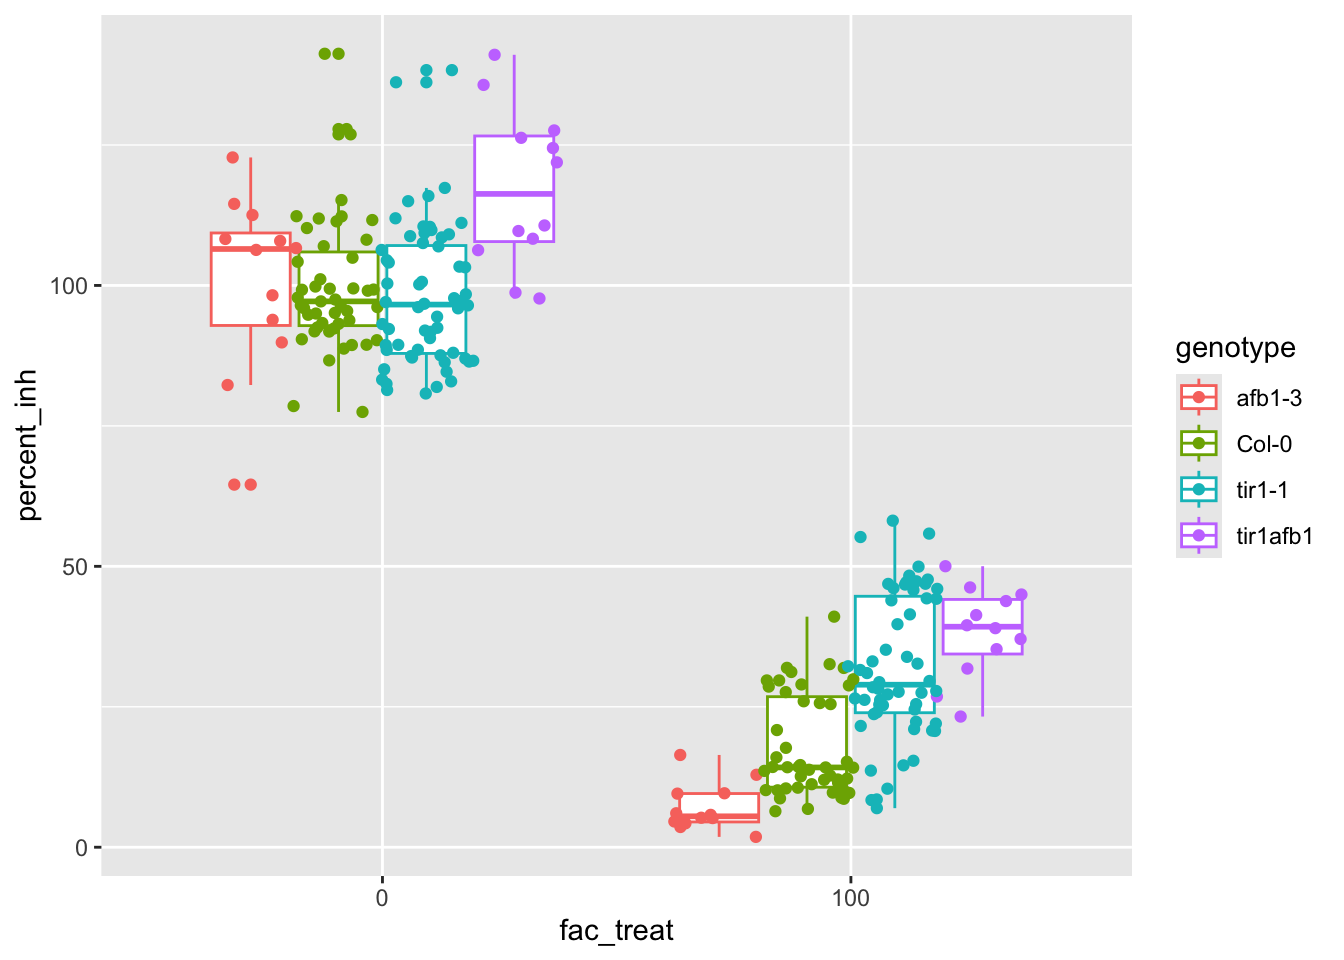 percent_inh
100
50
0
0
100
fac_treat
genotype
afb1-3
Col-0
tir1-1
tir1afb1